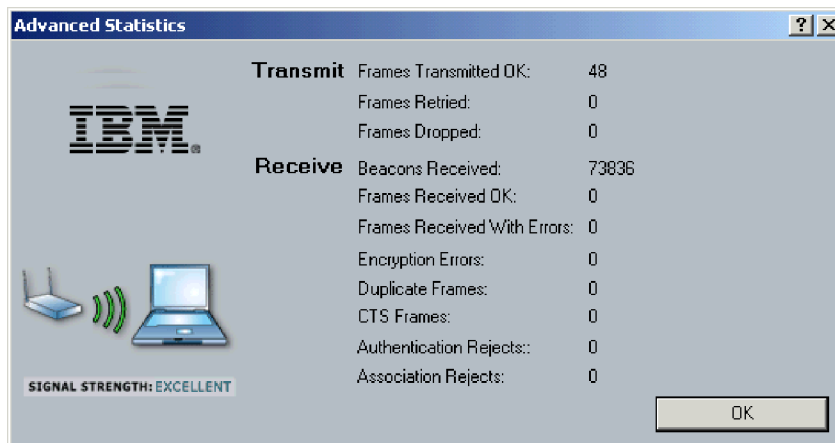 Advanced Statistics
IBM®
Transmit Frames Transmitted OK: 48
Frames Retried: 0
Frames Dropped: 0
Receive Beacons Received: 73836
Frames Received OK: 0
Frames Received With Errors: 0
Encryption Errors: 0
Duplicate Frames: 0
CTS Frames: 0
Authentication Rejects:: 0
Association Rejects: 0
SIGNAL STRENGTH: EXCELLENT
OK